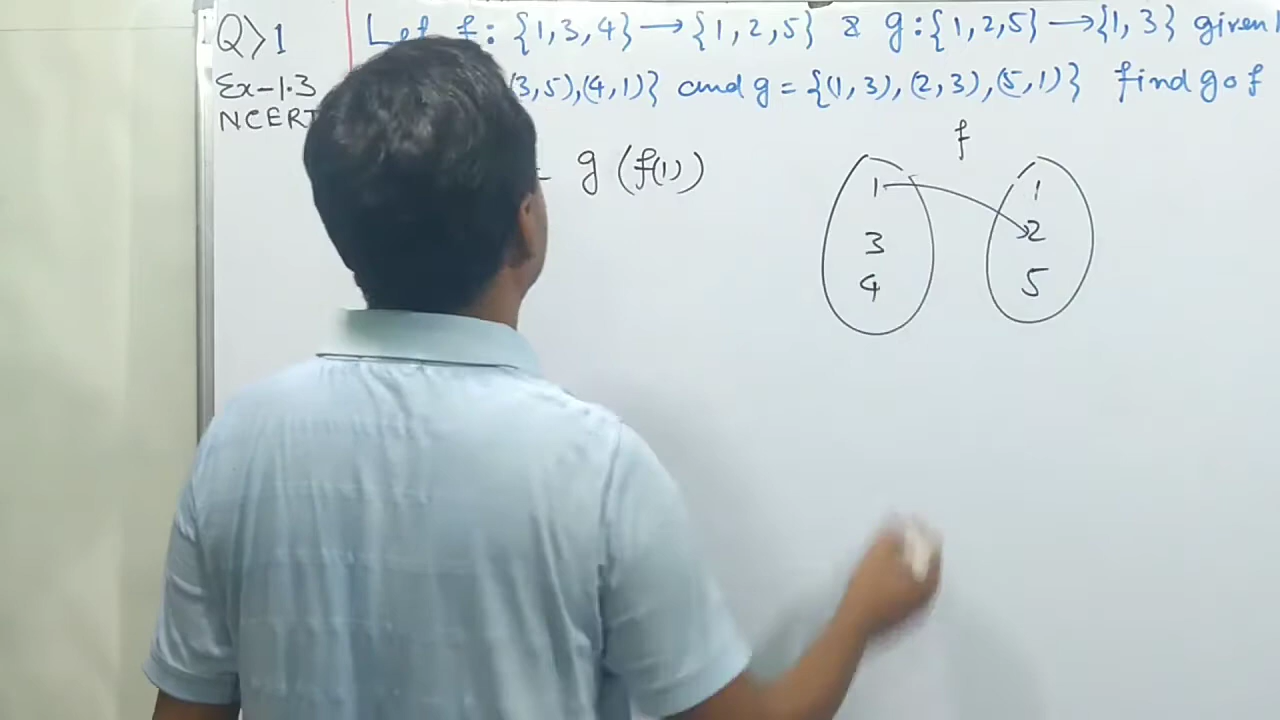 Q>1 Let f : {1,3,4} → {1,2,5} & g : {1,2,5} → {1, 3} given
Ex-1.3 (3,5),(4,1)} and g = {(1,3),(2,3),(5,1)} find gof
NCERT
g (f(1))
f
1 1
3 2
4 5